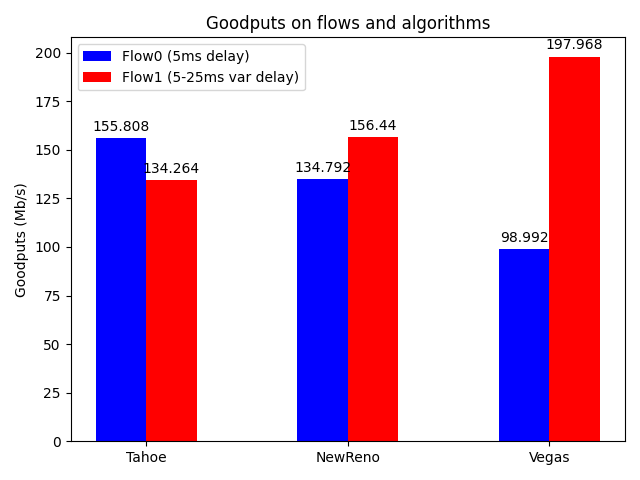 Goodputs on flows and algorithms
Flow0 (5ms delay)
Flow1 (5-25ms var delay)
Goodputs (Mb/s)
200
175
150
125
100
75
50
25
0
155.808
134.264
134.792
156.44
98.992
197.968
Tahoe
NewReno
Vegas